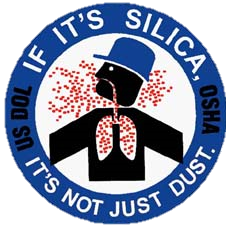 IF IT'S SILICA,
IT'S NOT JUST DUST.
US DOL
OSHA